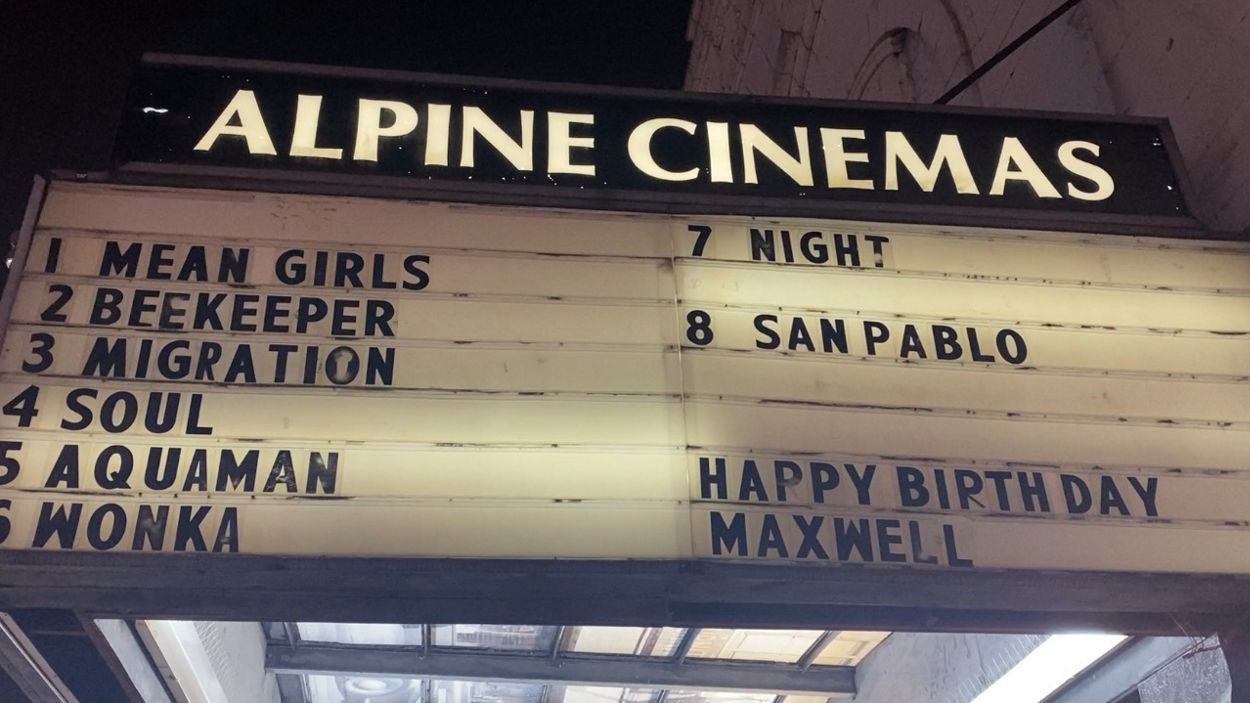 ALPINE CINEMAS
1 MEAN GIRLS
2 BEEKEEPER
3 MIGRATION
4 SOUL
5 AQUAMAN
6 WONKA
7 NIGHT
8 SAN PABLO
HAPPY BIRTHDAY
MAXWELL